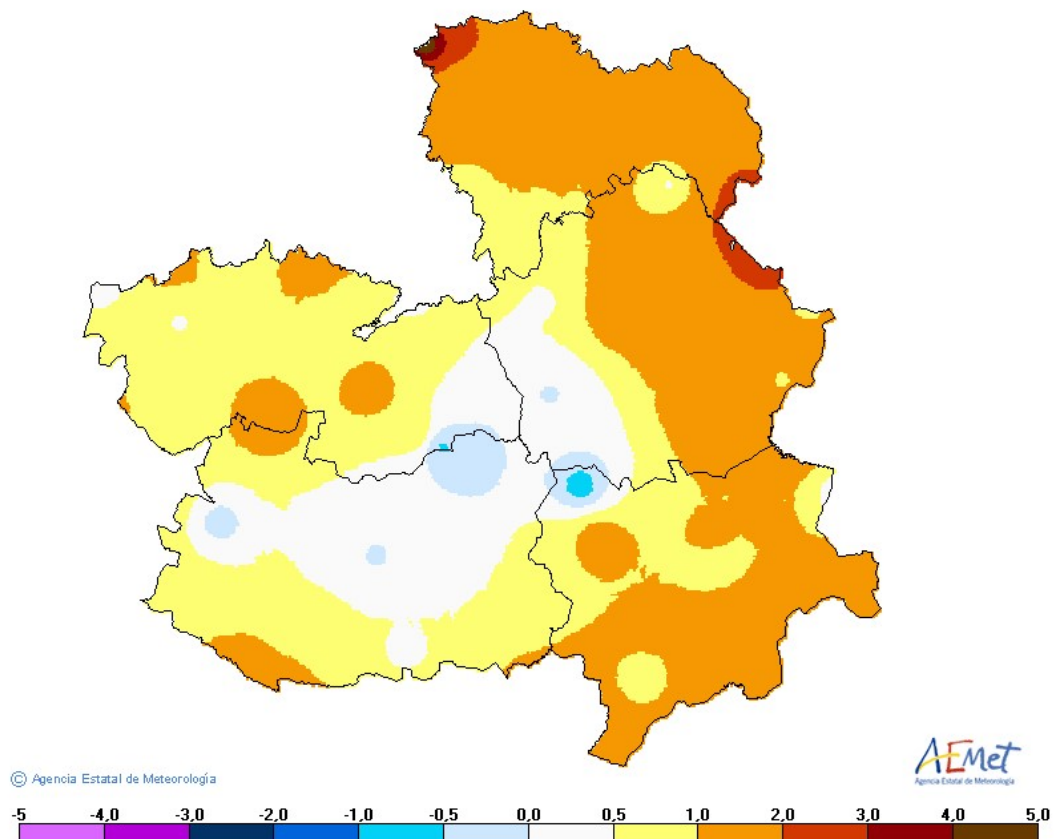 AEMet
Agencia Estatal de Meteorología
© Agencia Estatal de Meteorología
-5 -4,0 -3,0 -2,0 -1,0 -0,5 0,0 0,5 1,0 2,0 3,0 4,0 5,0